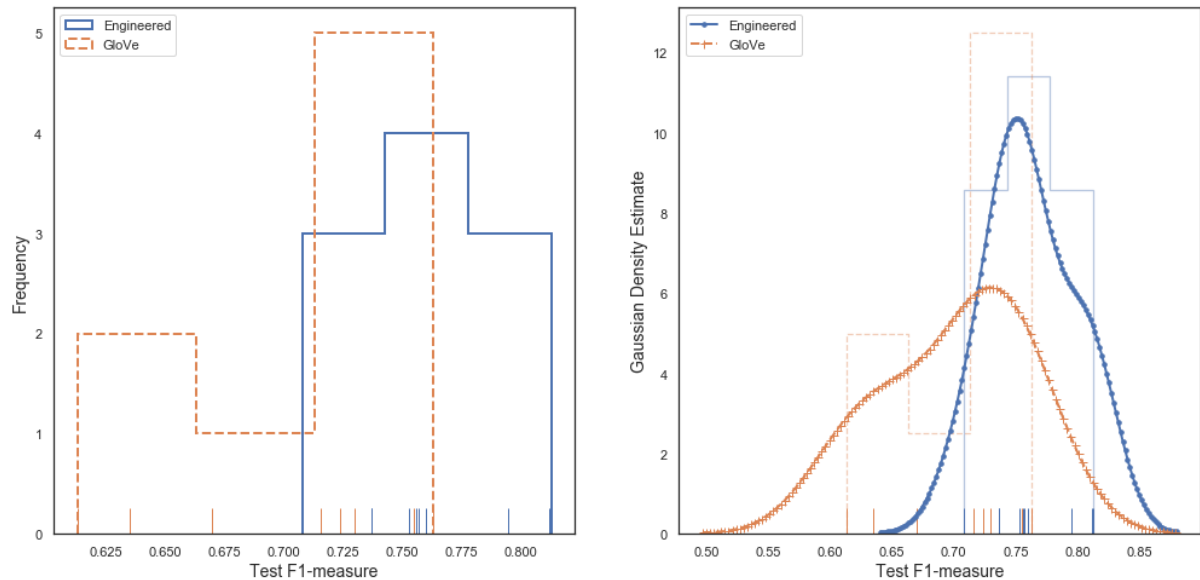 Engineered
GloVe
5
4
3
2
1
0
Frequency
0.625 0.650 0.675 0.700 0.725 0.750 0.775 0.800
Test F1-measure
Engineered
GloVe
12
10
8
6
4
2
0
Gaussian Density Estimate
0.50 0.55 0.60 0.65 0.70 0.75 0.80 0.85
Test F1-measure